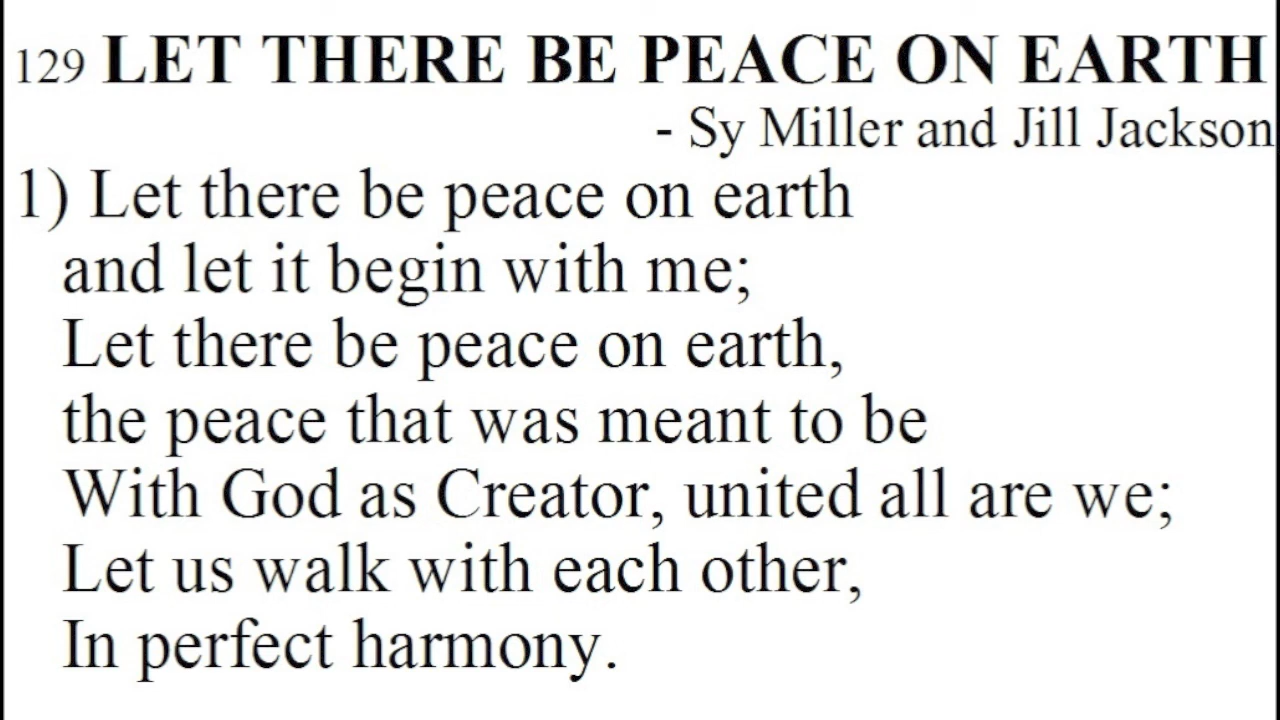 129 LET THERE BE PEACE ON EARTH
- Sy Miller and Jill Jackson
1) Let there be peace on earth
and let it begin with me;
Let there be peace on earth,
the peace that was meant to be
With God as Creator, united all are we;
Let us walk with each other,
In perfect harmony.